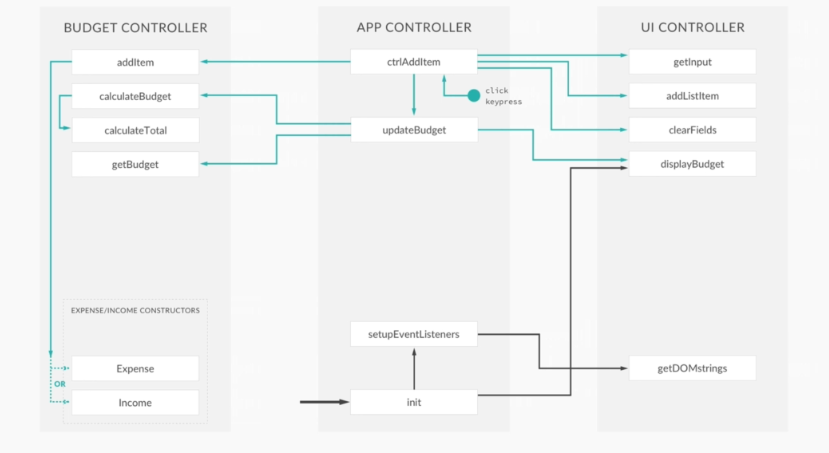 BUDGET CONTROLLER
addItem
calculateBudget
calculateTotal
getBudget
EXPENSE/INCOME CONSTRUCTORS
Expense
OR
Income
APP CONTROLLER
ctrlAddItem
click
keypress
updateBudget
setupEventListeners
init
UI CONTROLLER
getInput
addListItem
clearFields
displayBudget
getDOMstrings